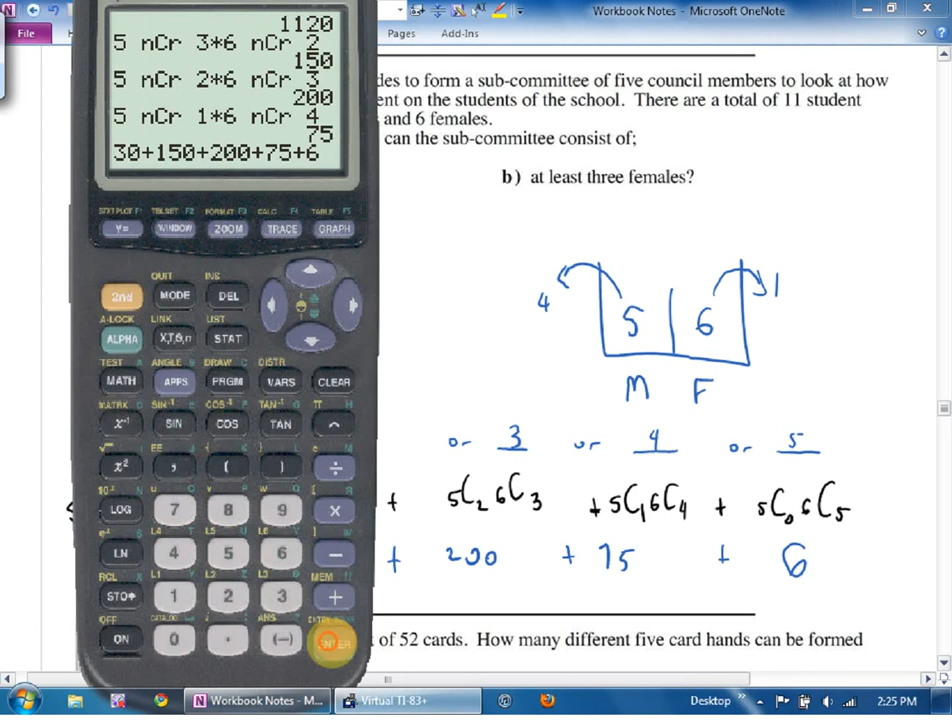 Workbook Notes - Microsoft OneNote
File
Pages
Add-Ins
1120
5 nCr 3*6 nCr 2
150
5 nCr 2*6 nCr 3
200
5 nCr 1*6 nCr 4
75
30+150+200+75+6
des to form a sub-committee of five council members to look at how
ent on the students of the school. There are a total of 11 student
and 6 females.
can the sub-committee consist of;
b) at least three females?
4
5
6
1
M
F
or 3 or 4 or 5
+ 5C2 6C3 + 5C1 6C4 + 5C0 6C5
+ 200 + 75 + 6
of 52 cards. How many different five card hands can be formed
STAT PLOT F1 TBLSET F2 FORMAT F3 CALC F4 TABLE F5
Y= WINDOW ZOOM TRACE GRAPH
QUIT INS
2nd MODE DEL
A-LOCK LINK LIST
ALPHA X,T,θ,n STAT
TEST A ANGLE B DRAW C DISTR
MATH APPS PRGM VARS CLEAR
MATRX D SIN⁻¹ E COS⁻¹ F TAN⁻¹ G π H
x⁻¹ SIN COS TAN ^
√ I EE J { K } L e M
x² , ( ) ÷
10ˣ N u O v P w Q [ R
LOG 7 8 9 X
eˣ S L4 T L5 U L6 V ] W
LN 4 5 6 −
RCL X L1 Y L2 Z L3 θ MEM "
STO 1 2 3 +
OFF CATALOG i : ANS ? ENTRY
ON 0 . (−) ENTER
Workbook Notes - M...
Virtual TI-83+
Desktop
2:25 PM